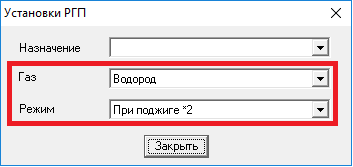 Установки РГП
Назначение
Газ Водород
Режим При поджиге *2
Закрыть